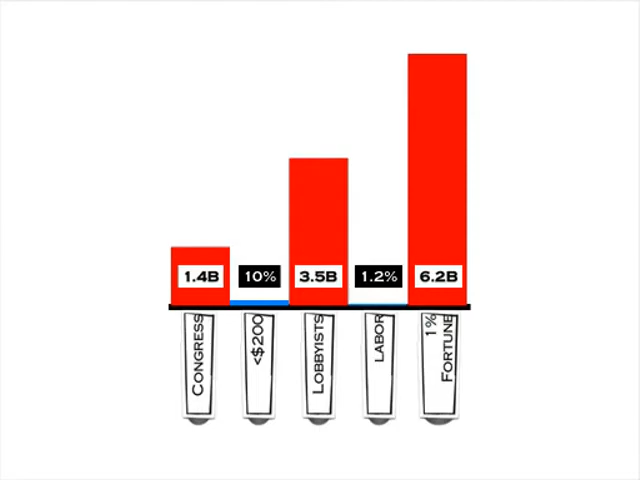 1.4B
10%
3.5B
1.2%
6.2B
CONGRESS
<$200
LOBBYISTS
LABOR
1%
FORTUNE